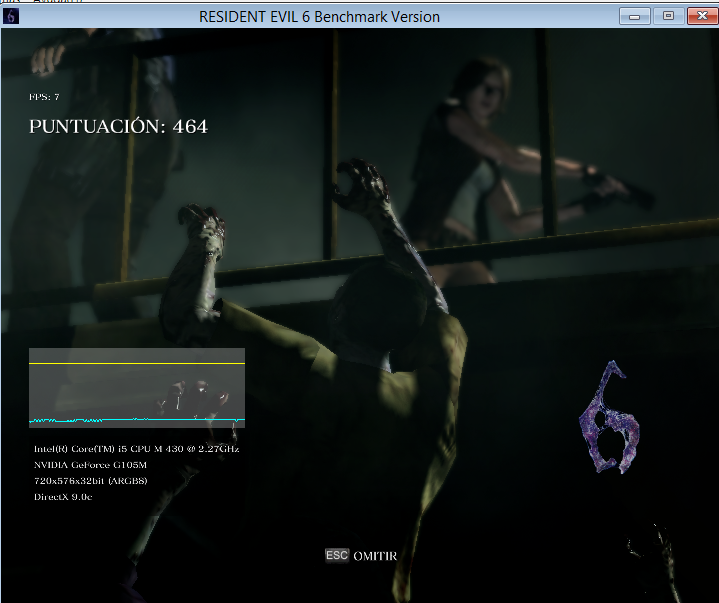 RESIDENT EVIL 6 Benchmark Version
FPS: 7
PUNTUACIÓN: 464
Intel(R) Core(TM) i5 CPU M 430 @ 2.27GHz
NVIDIA GeForce G105M
720x576x32bit (ARGB8)
DirectX 9.0c
ESC OMITIR